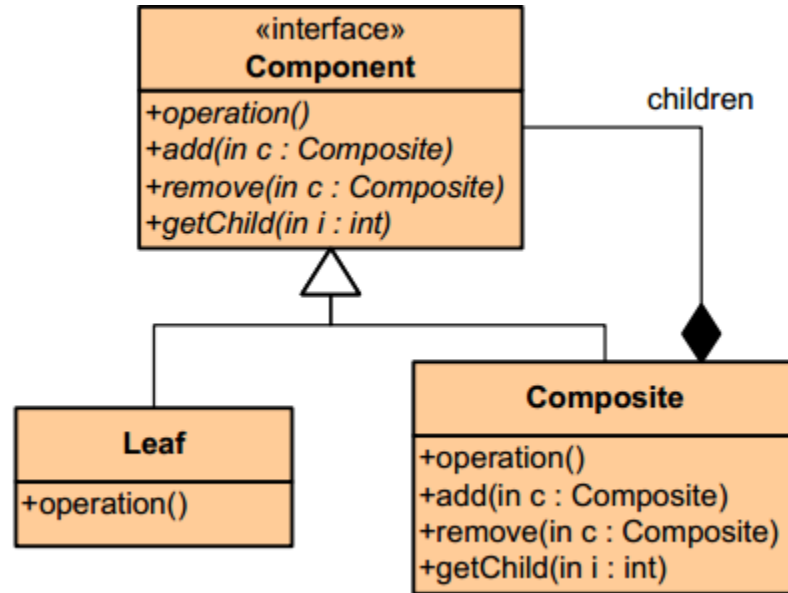 «interface»
Component
+operation()
+add(in c : Composite)
+remove(in c : Composite)
+getChild(in i : int)
children
Leaf
+operation()
Composite
+operation()
+add(in c : Composite)
+remove(in c : Composite)
+getChild(in i : int)